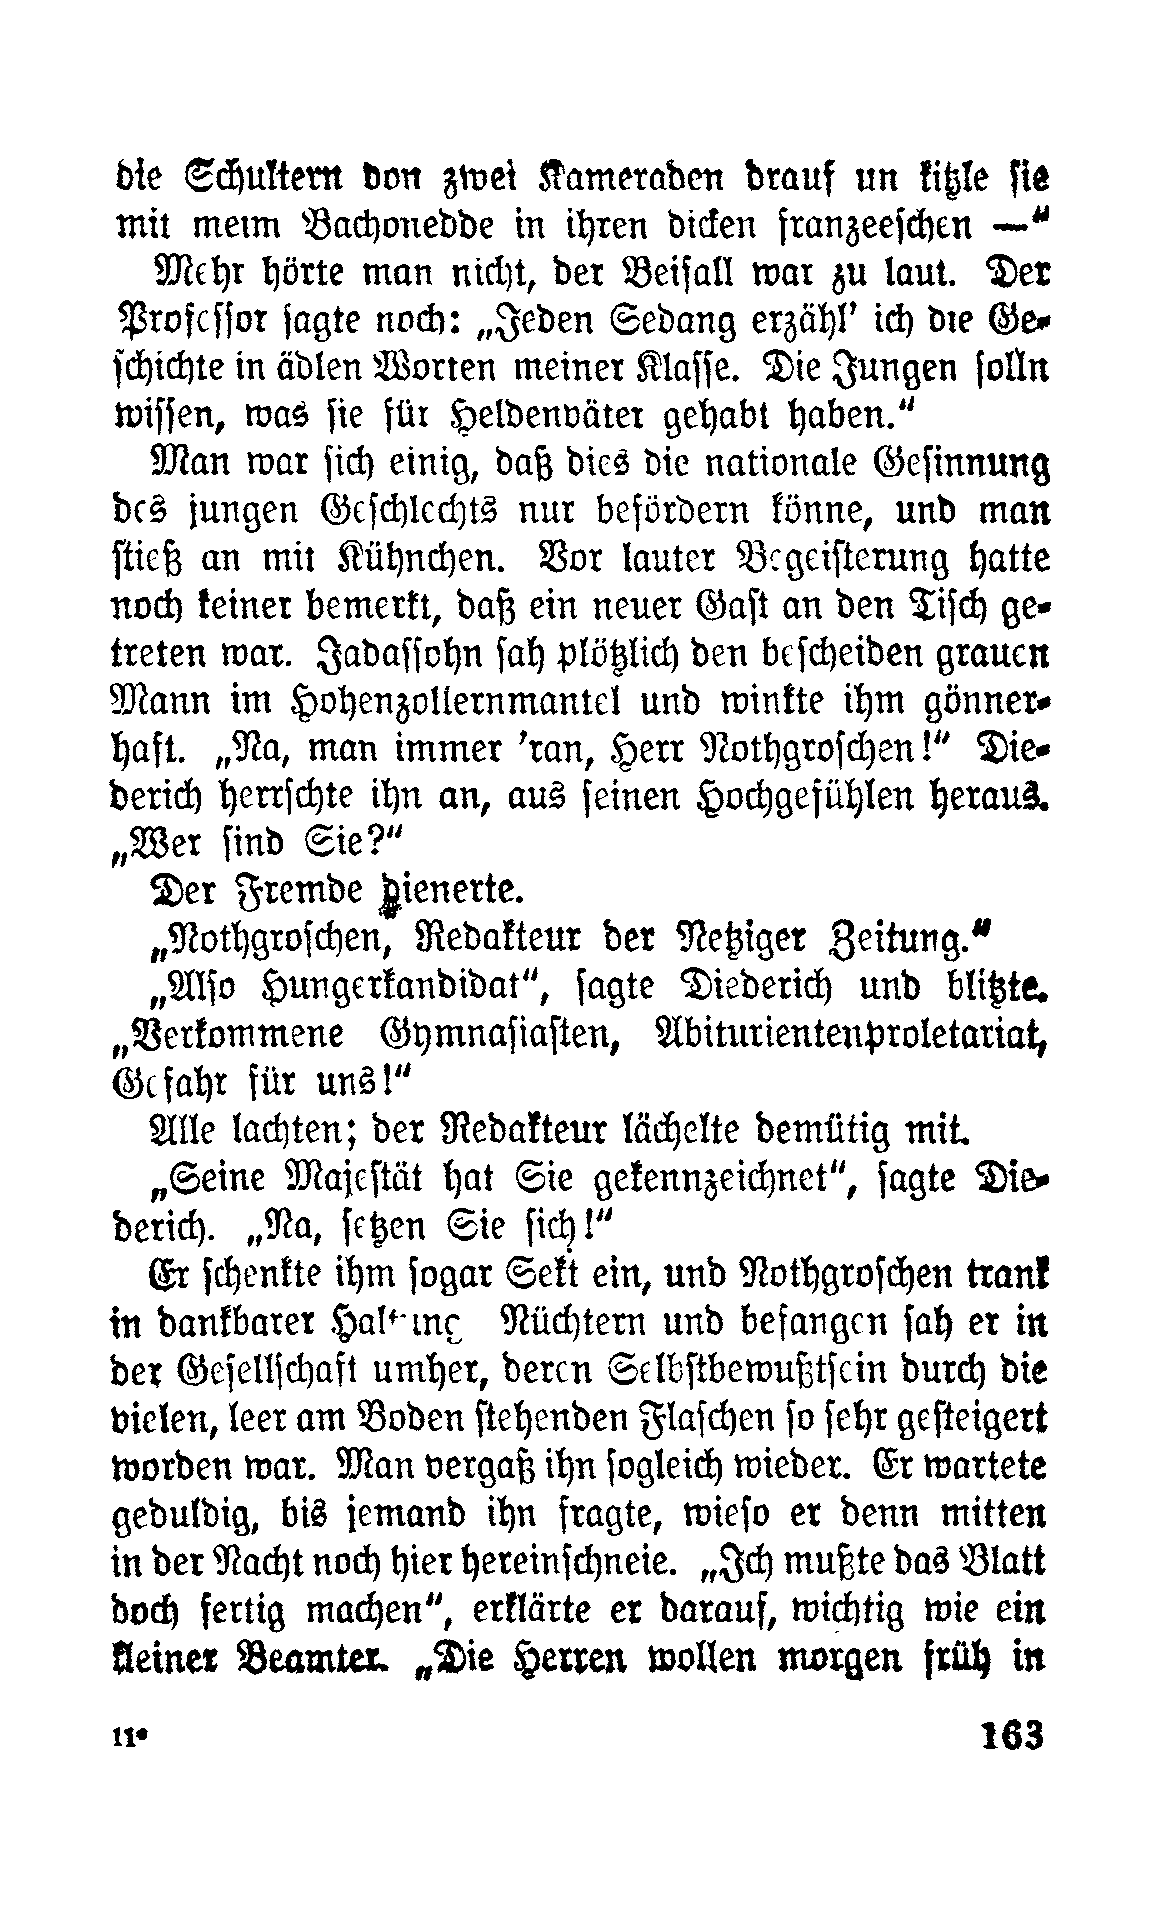 die Schultern von zwei Kameraden drauf un kitzle sie
mit meim Bachonedde in ihren dicken franzeeschen —“
Mehr hörte man nicht, der Beifall war zu laut. Der
Professor sagte noch: „Jeden Sedang erzähl’ ich die Ge-
schichte in ädlen Worten meiner Klasse. Die Jungen solln
wissen, was sie für Heldenväter gehabt haben.“
Man war sich einig, daß dies die nationale Gesinnung
des jungen Geschlechts nur befördern könne, und man
stieß an mit Kühnchen. Vor lauter Begeisterung hatte
noch keiner bemerkt, daß ein neuer Gast an den Tisch ge-
treten war. Jadassohn sah plötzlich den bescheiden grauen
Mann im Hohenzollernmantel und winkte ihm gönner-
haft. „Na, man immer ’ran, Herr Nothgroschen!“ Die-
derich herrschte ihn an, aus seinen Hochgefühlen heraus.
„Wer sind Sie?“
Der Fremde dienerte.
„Nothgroschen, Redakteur der Netziger Zeitung.“
„Also Hungerkandidat“, sagte Diederich und blitzte.
„Verkommene Gymnasiasten, Abiturientenproletariat,
Gefahr für uns!“
Alle lachten; der Redakteur lächelte demütig mit.
„Seine Majestät hat Sie gekennzeichnet“, sagte Die-
derich. „Na, setzen Sie sich!“
Er schenkte ihm sogar Sekt ein, und Nothgroschen trank
in dankbarer Haltung Nüchtern und befangen sah er in
der Gesellschaft umher, deren Selbstbewußtsein durch die
vielen, leer am Boden stehenden Flaschen so sehr gesteigert
worden war. Man vergaß ihn sogleich wieder. Er wartete
geduldig, bis jemand ihn fragte, wieso er denn mitten
in der Nacht noch hier hereinschneie. „Ich mußte das Blatt
doch fertig machen“, erklärte er darauf, wichtig wie ein
kleiner Beamter. „Die Herren wollen morgen früh in
11* 163